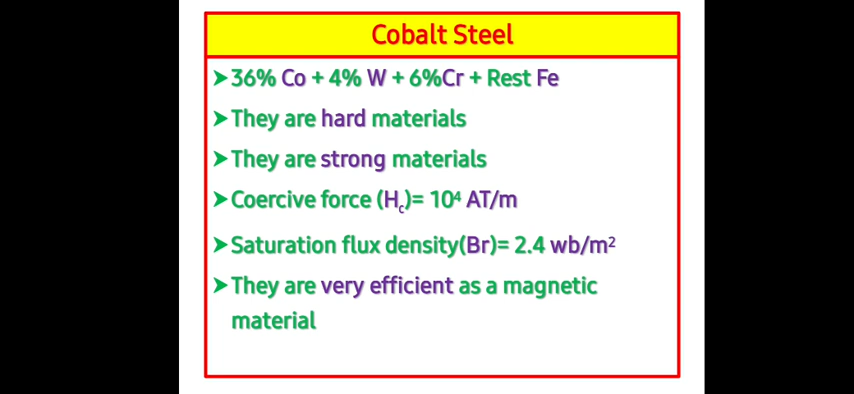 Cobalt Steel
➤36% Co + 4% W + 6%Cr + Rest Fe
➤They are hard materials
➤They are strong materials
➤Coercive force (Hc)= 10⁴ AT/m
➤Saturation flux density(Br)= 2.4 wb/m²
➤They are very efficient as a magnetic
material